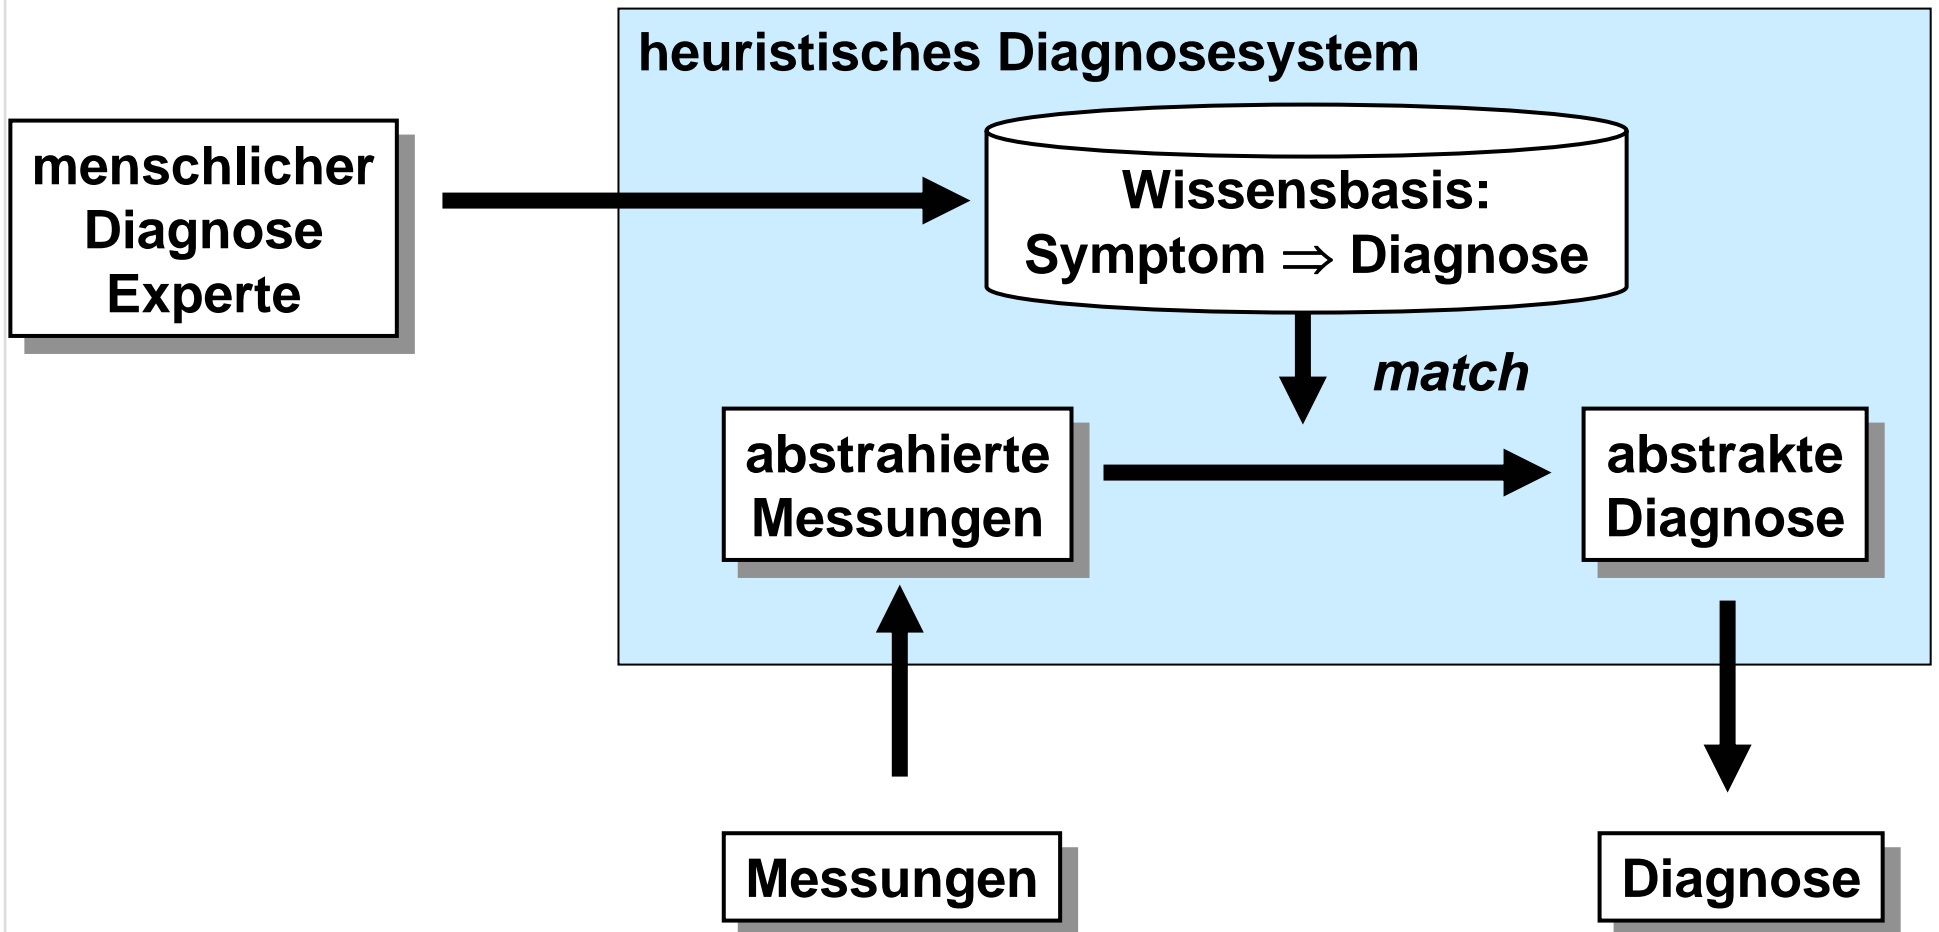 heuristisches Diagnosesystem
menschlicher
Diagnose
Experte
Wissensbasis:
Symptom ⇒ Diagnose
match
abstrahierte
Messungen
abstrakte
Diagnose
Messungen
Diagnose